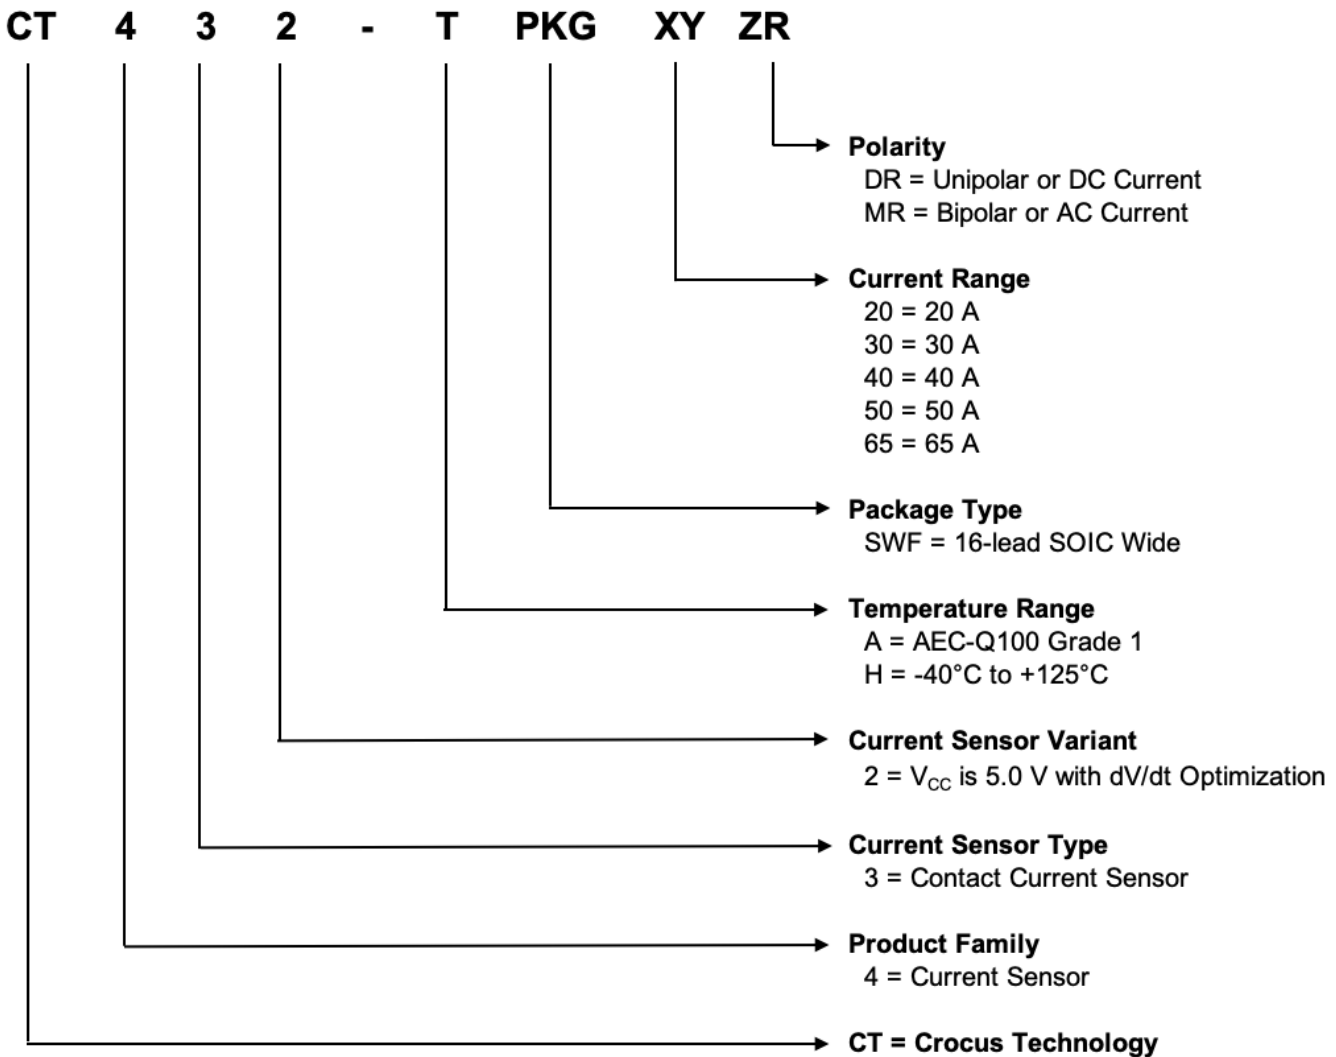 CT 4 3 2 - T PKG XY ZR
Polarity
DR = Unipolar or DC Current
MR = Bipolar or AC Current
Current Range
20 = 20 A
30 = 30 A
40 = 40 A
50 = 50 A
65 = 65 A
Package Type
SWF = 16-lead SOIC Wide
Temperature Range
A = AEC-Q100 Grade 1
H = -40°C to +125°C
Current Sensor Variant
2 = VCC is 5.0 V with dV/dt Optimization
Current Sensor Type
3 = Contact Current Sensor
Product Family
4 = Current Sensor
CT = Crocus Technology